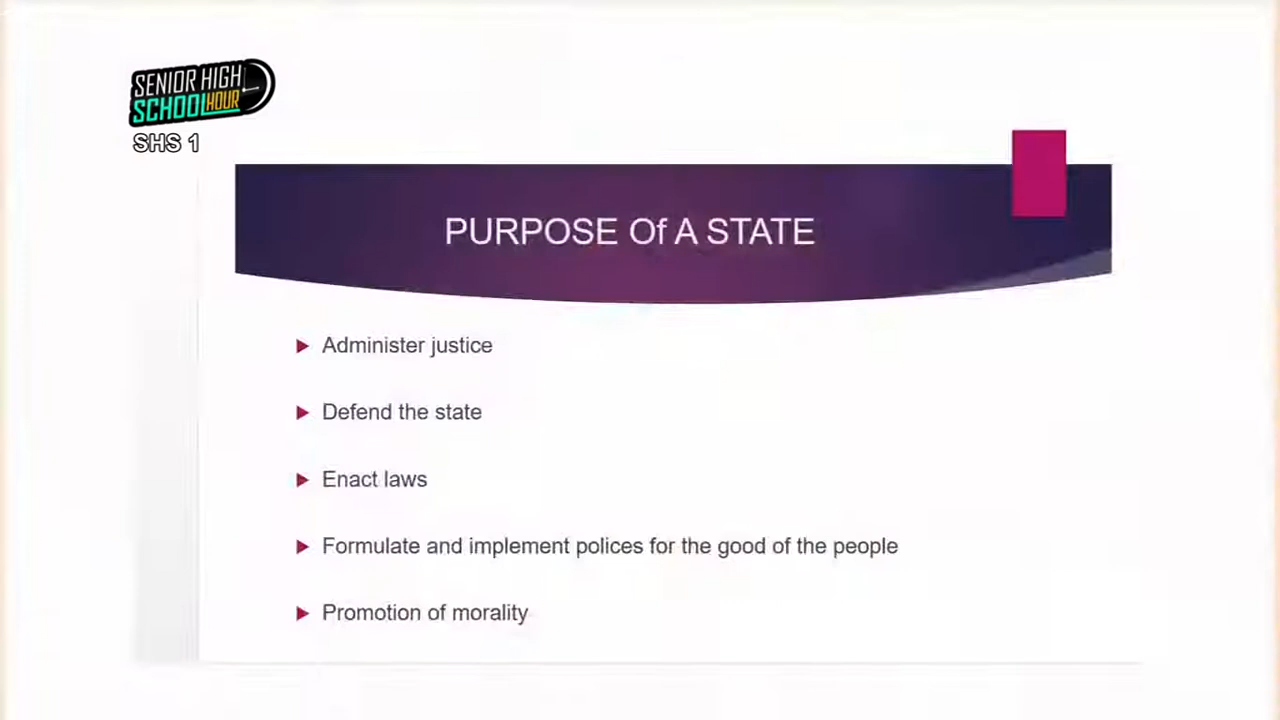 SENIOR HIGH
SCHOOL HOUR
SHS 1
PURPOSE Of A STATE
Administer justice
Defend the state
Enact laws
Formulate and implement polices for the good of the people
Promotion of morality